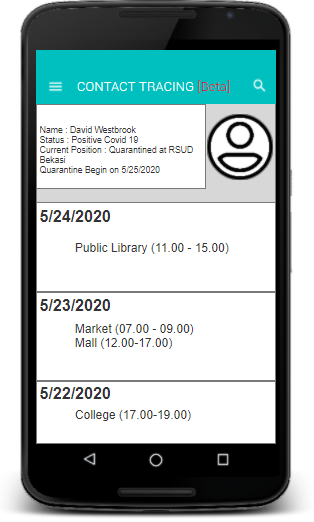 CONTACT TRACING [Beta]
Name : David Westbrook
Status : Positive Covid 19
Current Position : Quarantined at RSUD
Bekasi
Quarantine Begin on 5/25/2020
5/24/2020
Public Library (11.00 - 15.00)
5/23/2020
Market (07.00 - 09.00)
Mall (12.00-17.00)
5/22/2020
College (17.00-19.00)